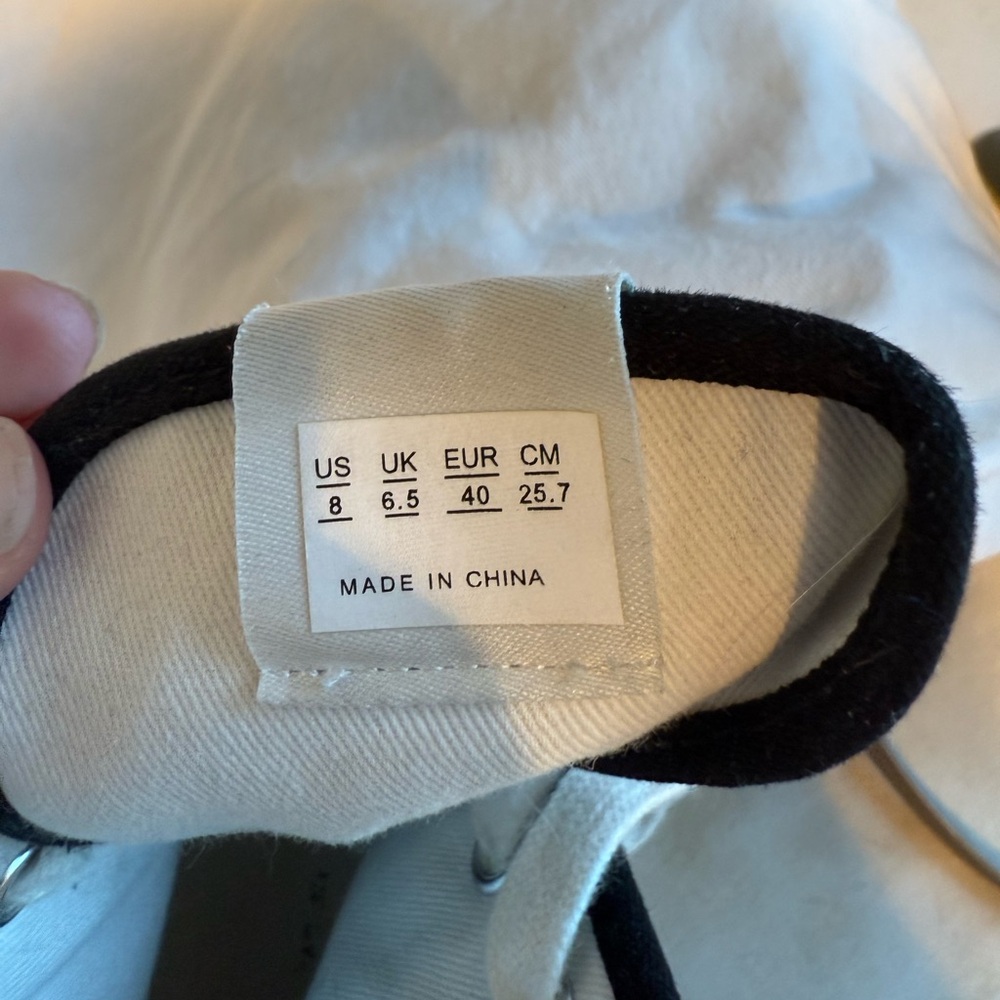 US UK EUR CM
8 6.5 40 25.7
MADE IN CHINA